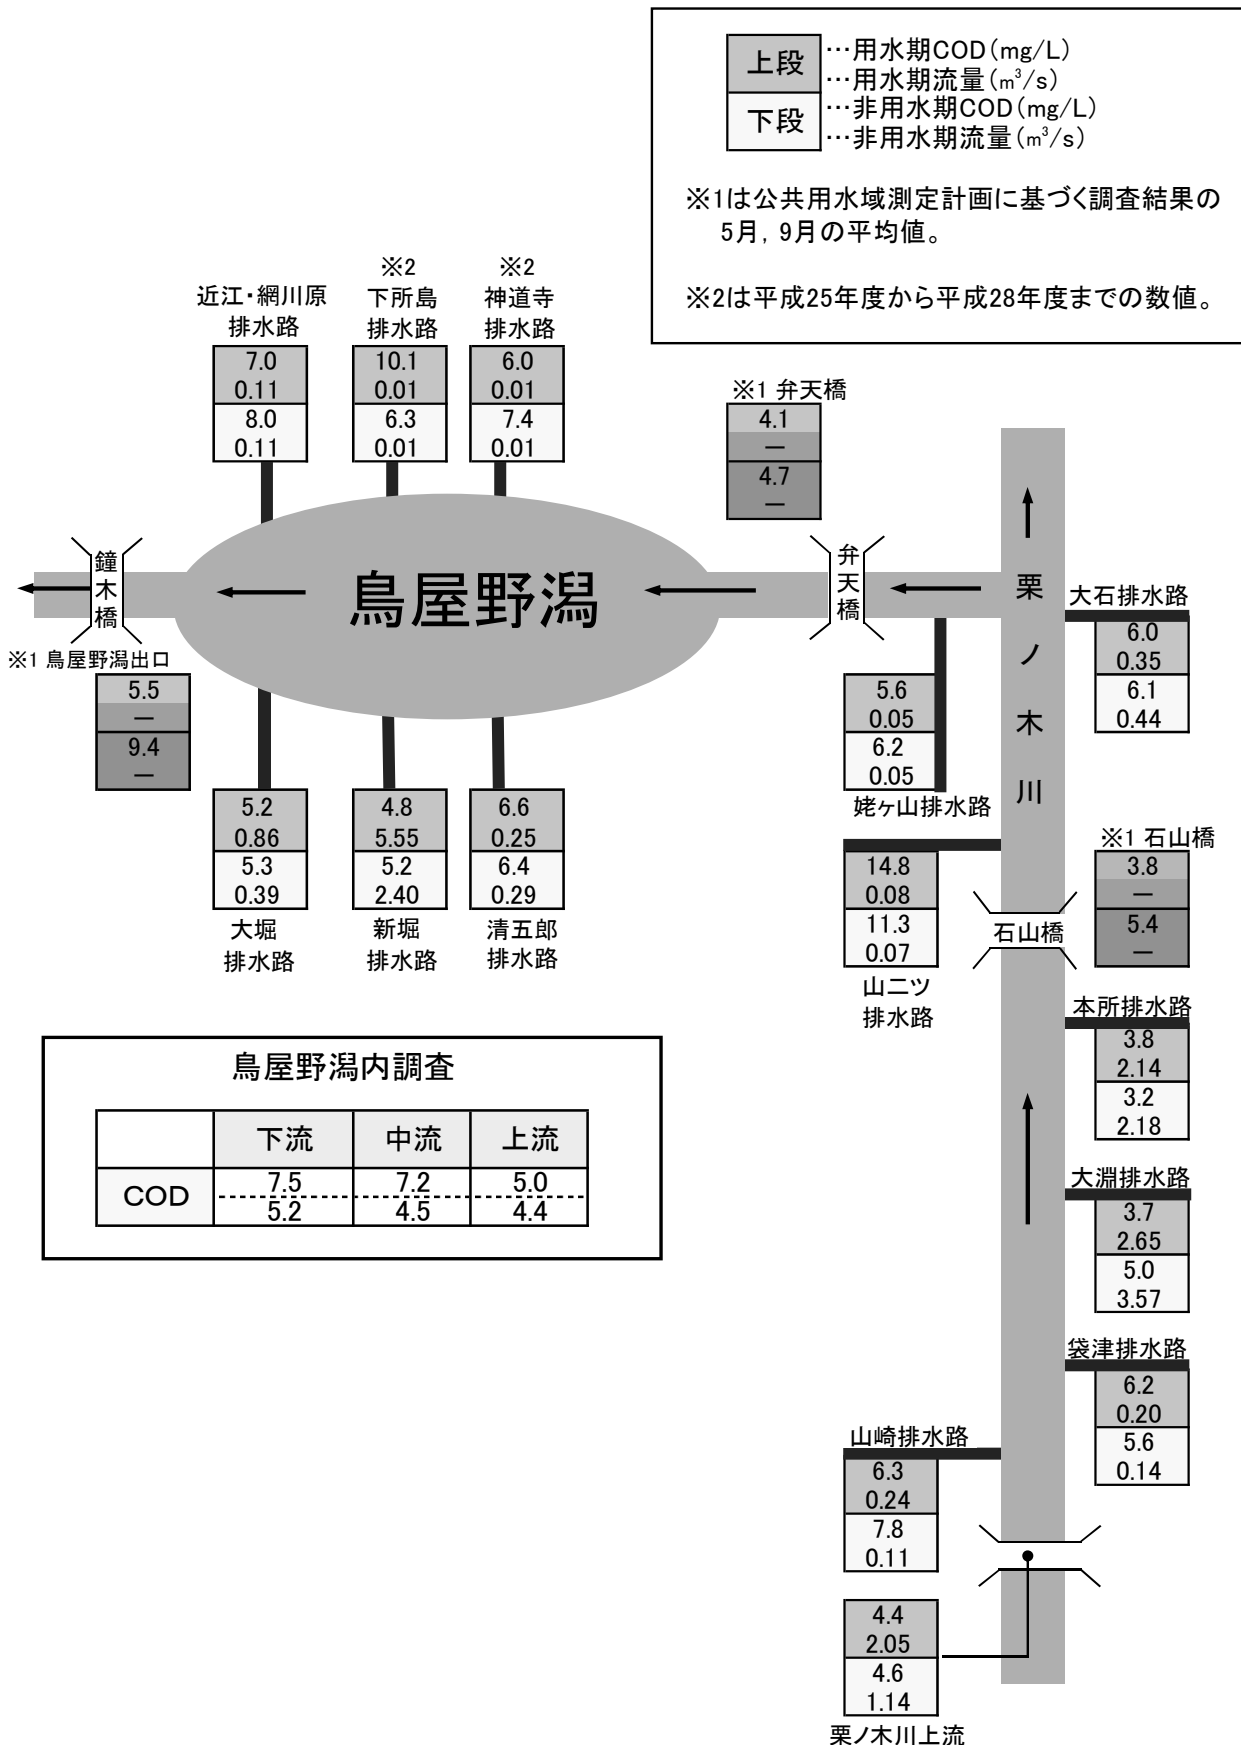 上段
…用水期COD(mg/L)
…用水期流量(m³/s)
下段
…非用水期COD(mg/L)
…非用水期流量(m³/s)
※1は公共用水域測定計画に基づく調査結果の
5月, 9月の平均値。
※2は平成25年度から平成28年度までの数値。
近江・網川原
排水路
7.0
0.11
8.0
0.11
※2
下所島
排水路
10.1
0.01
6.3
0.01
※2
神道寺
排水路
6.0
0.01
7.4
0.01
※1 弁天橋
4.1
―
4.7
―
鐘木橋
鳥屋野潟
弁天橋
栗ノ木川
大石排水路
6.0
0.35
6.1
0.44
※1 鳥屋野潟出口
5.5
―
9.4
―
5.6
0.05
6.2
0.05
姥ヶ山排水路
5.2
0.86
5.3
0.39
大堀
排水路
4.8
5.55
5.2
2.40
新堀
排水路
6.6
0.25
6.4
0.29
清五郎
排水路
14.8
0.08
11.3
0.07
山二ツ
排水路
石山橋
※1 石山橋
3.8
―
5.4
―
本所排水路
3.8
2.14
3.2
2.18
鳥屋野潟内調査
下流 中流 上流
COD
7.5 7.2 5.0
5.2 4.5 4.4
大淵排水路
3.7
2.65
5.0
3.57
袋津排水路
6.2
0.20
5.6
0.14
山崎排水路
6.3
0.24
7.8
0.11
4.4
2.05
4.6
1.14
栗ノ木川上流